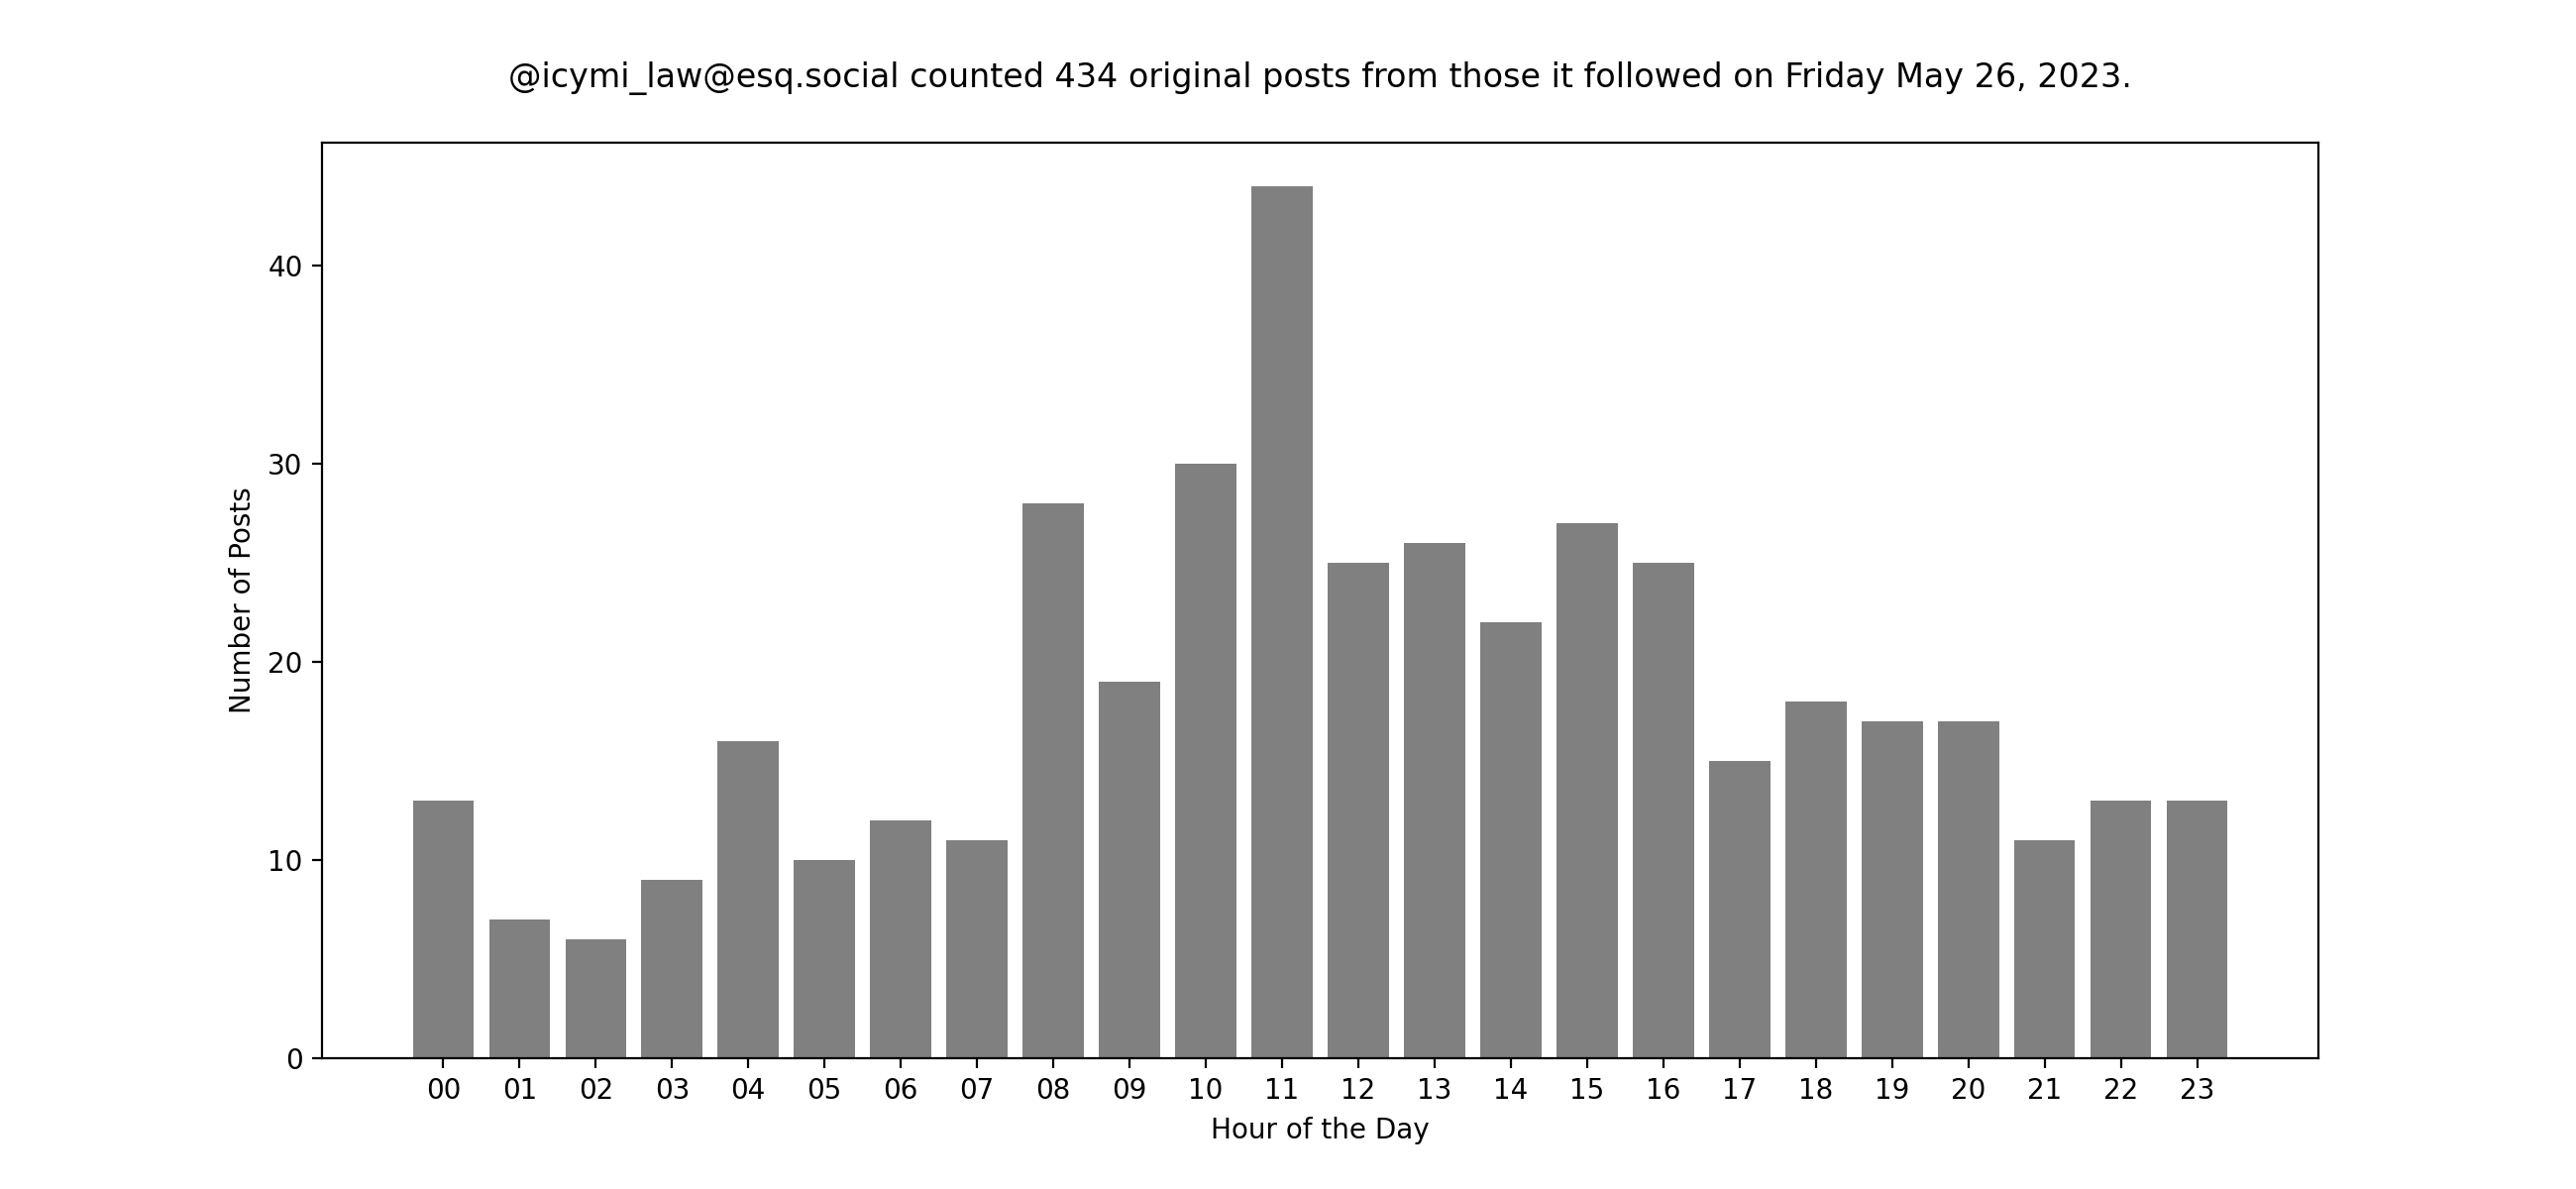 @icymi_law@esq.social counted 434 original posts from those it followed on Friday May 26, 2023.
40
30
20
10
0
Number of Posts
00 01 02 03 04 05 06 07 08 09 10 11 12 13 14 15 16 17 18 19 20 21 22 23
Hour of the Day